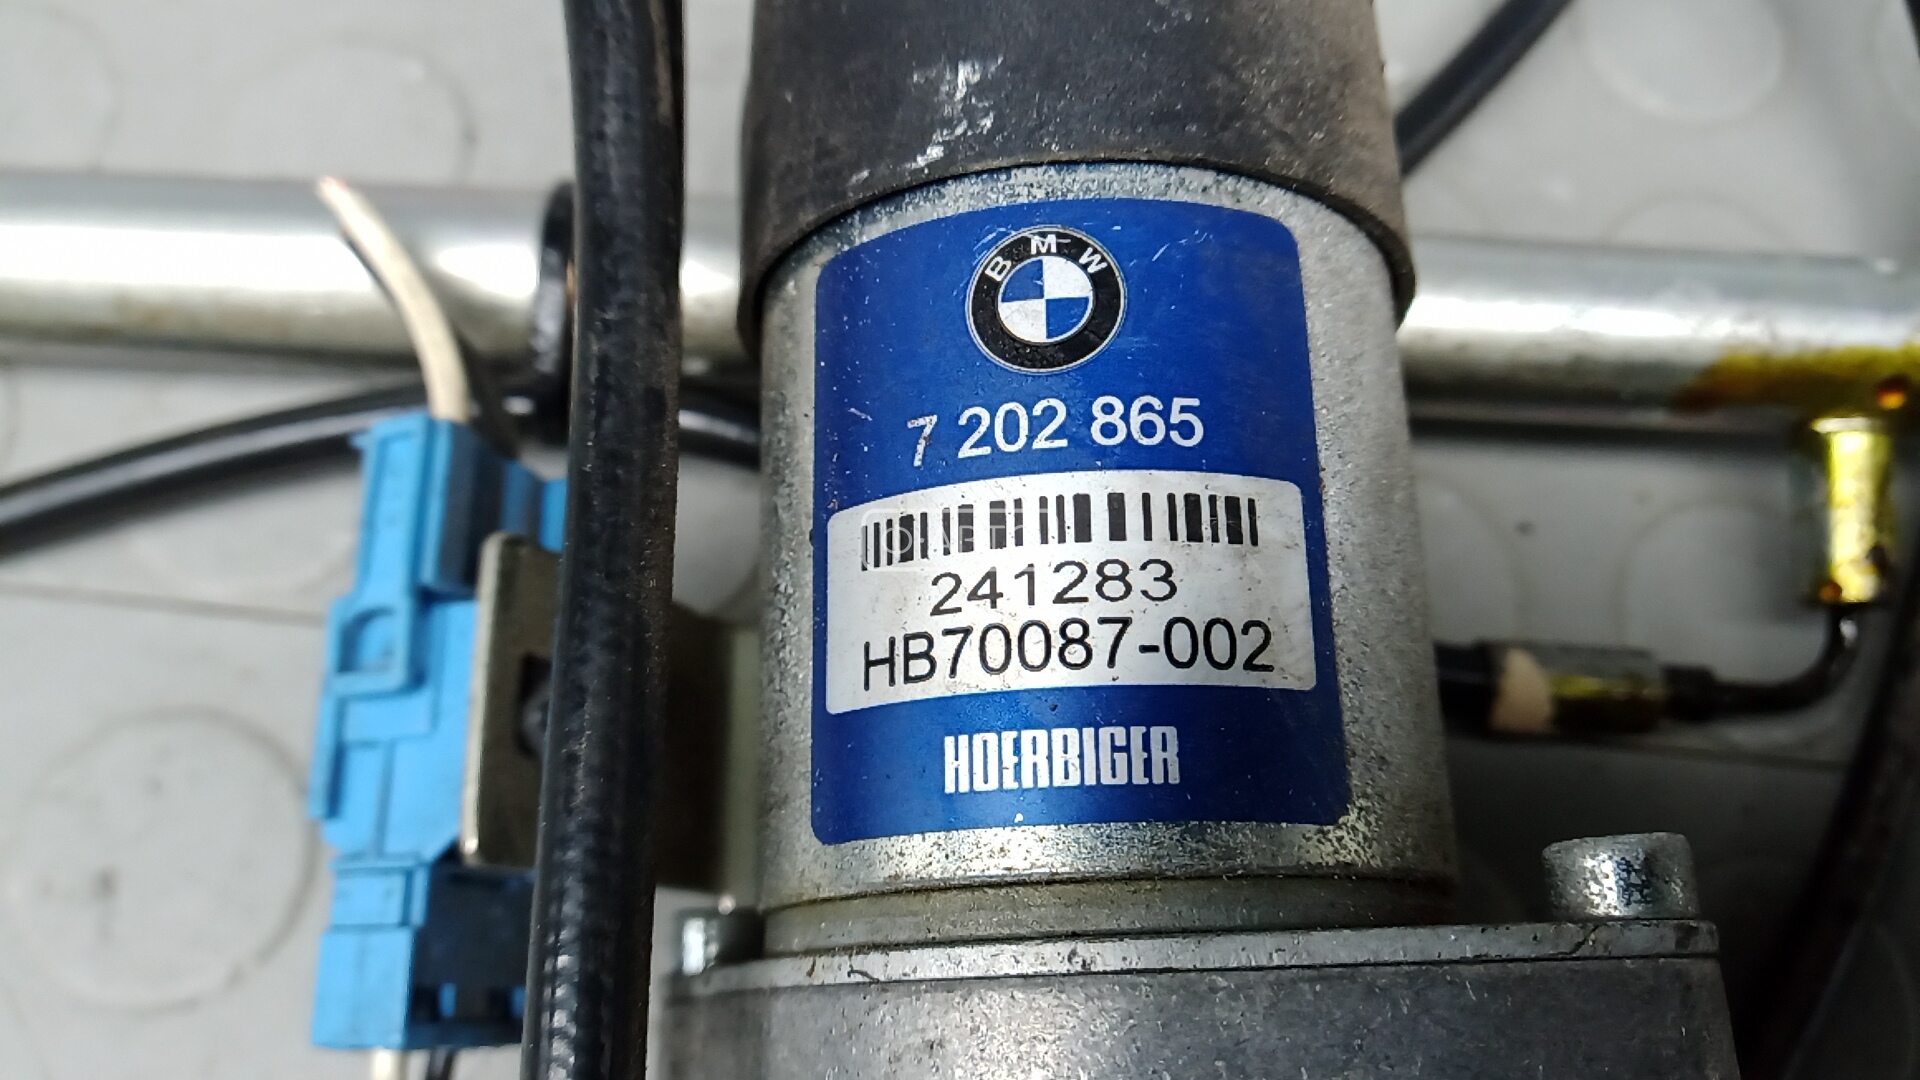 BMW
7 202 865
241283
HB70087-002
HOERBIGER